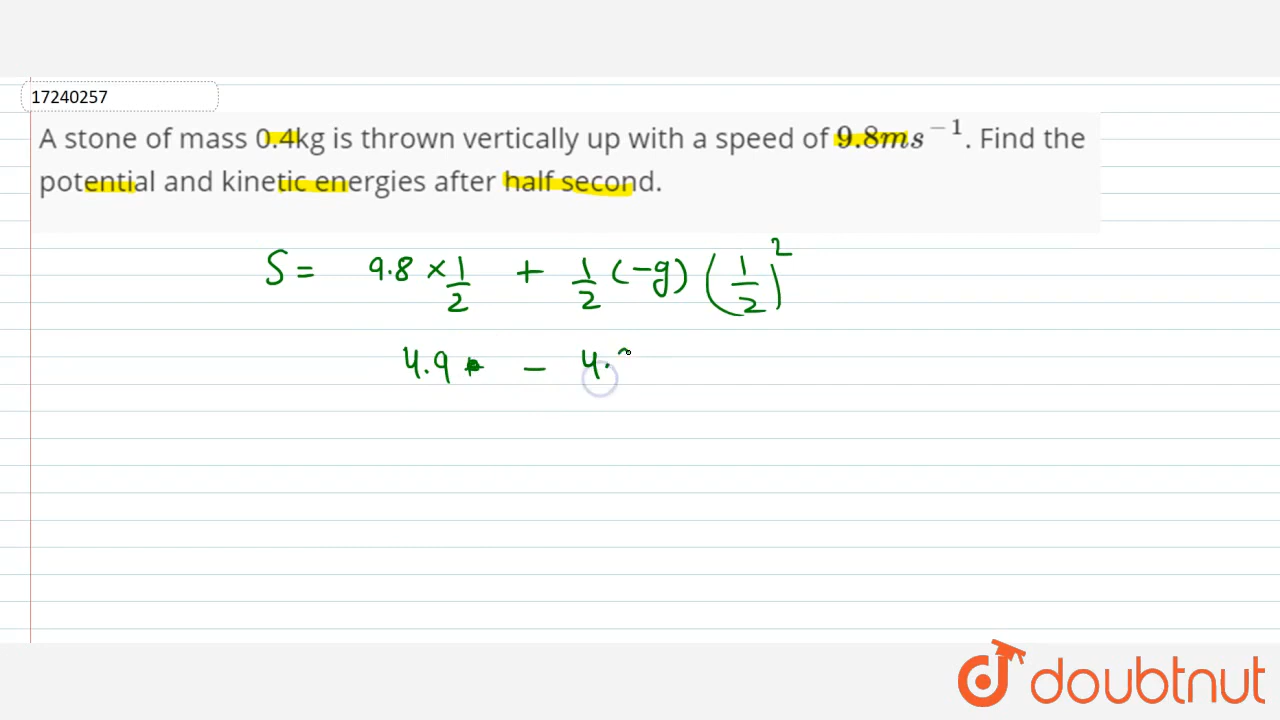 17240257
A stone of mass 0.4kg is thrown vertically up with a speed of 9.8ms⁻¹. Find the
potential and kinetic energies after half second.
S = 9.8 × 1/2 + 1/2 (-g) (1/2)²
4.9 - 4.
doubtnut